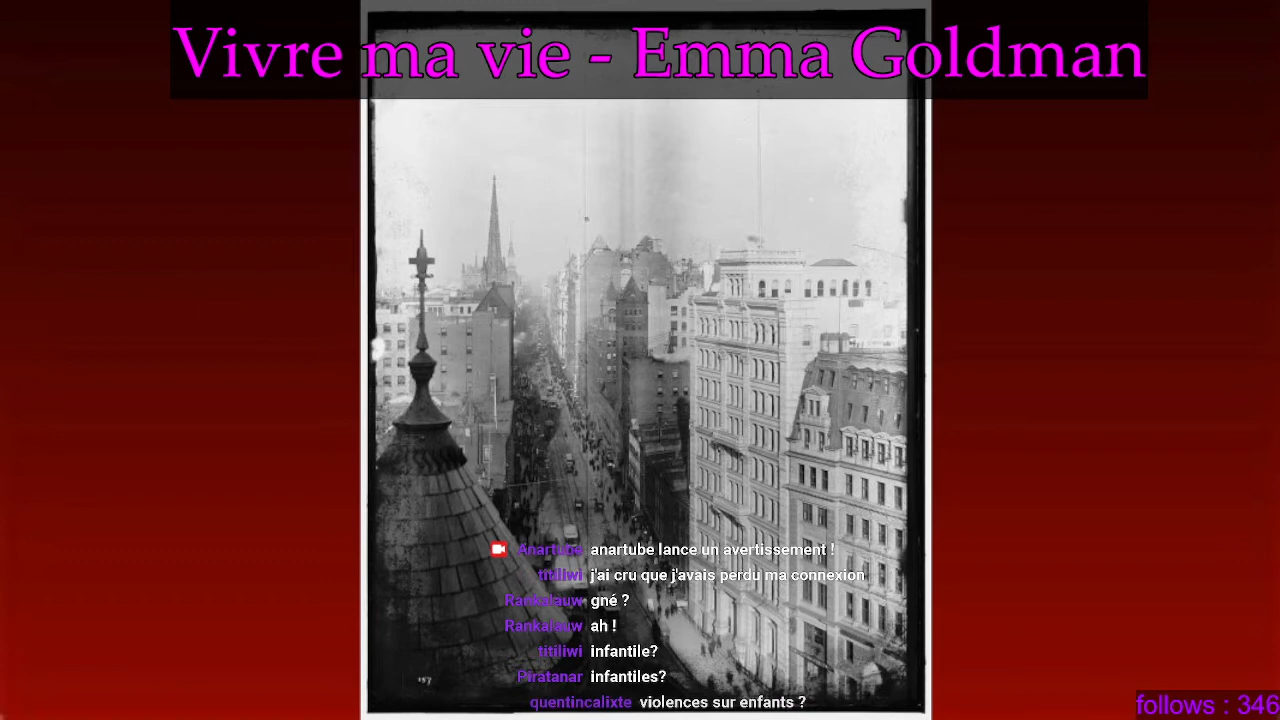 Vivre ma vie - Emma Goldman
Anartube anartube lance un avertissement !
titiliwi j'ai cru que j'avais perdu ma connexion
Rankalauw gné ?
Rankalauw ah !
titiliwi infantile?
Piratanar infantiles?
quentincalixte violences sur enfants ?
157
follows : 346